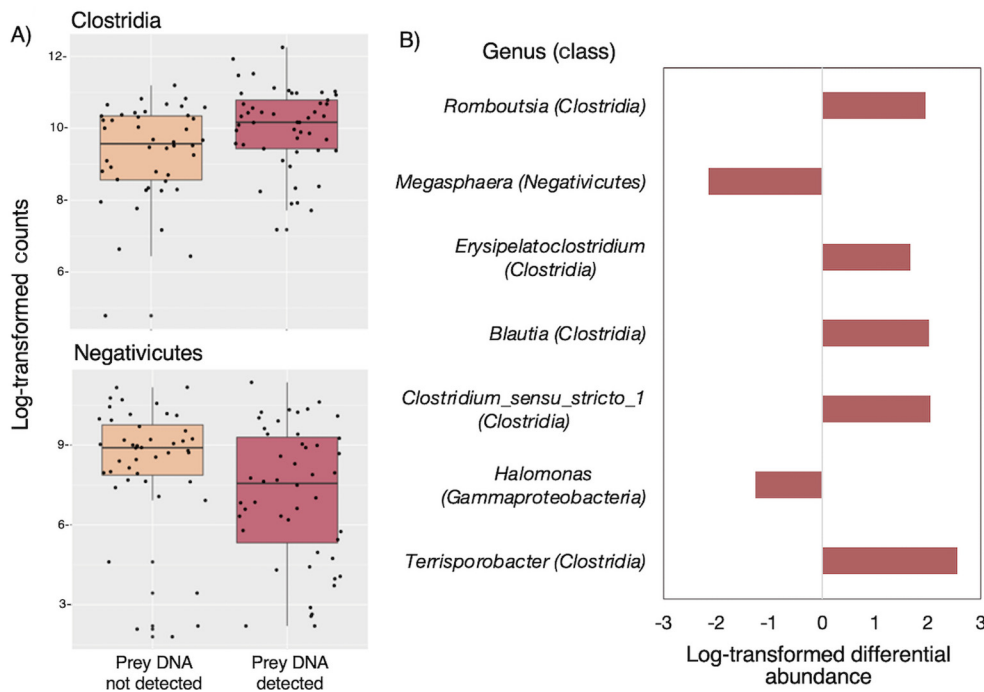 A)
Clostridia
Log-transformed counts
12-
10-
8-
6-
Negativicutes
9-
6-
3-
Prey DNA
not detected
Prey DNA
detected
B)
Genus (class)
Romboutsia (Clostridia)
Megasphaera (Negativicutes)
Erysipelatoclostridium
(Clostridia)
Blautia (Clostridia)
Clostridium_sensu_stricto_1
(Clostridia)
Halomonas
(Gammaproteobacteria)
Terrisporobacter (Clostridia)
-3 -2 -1 0 1 2 3
Log-transformed differential
abundance